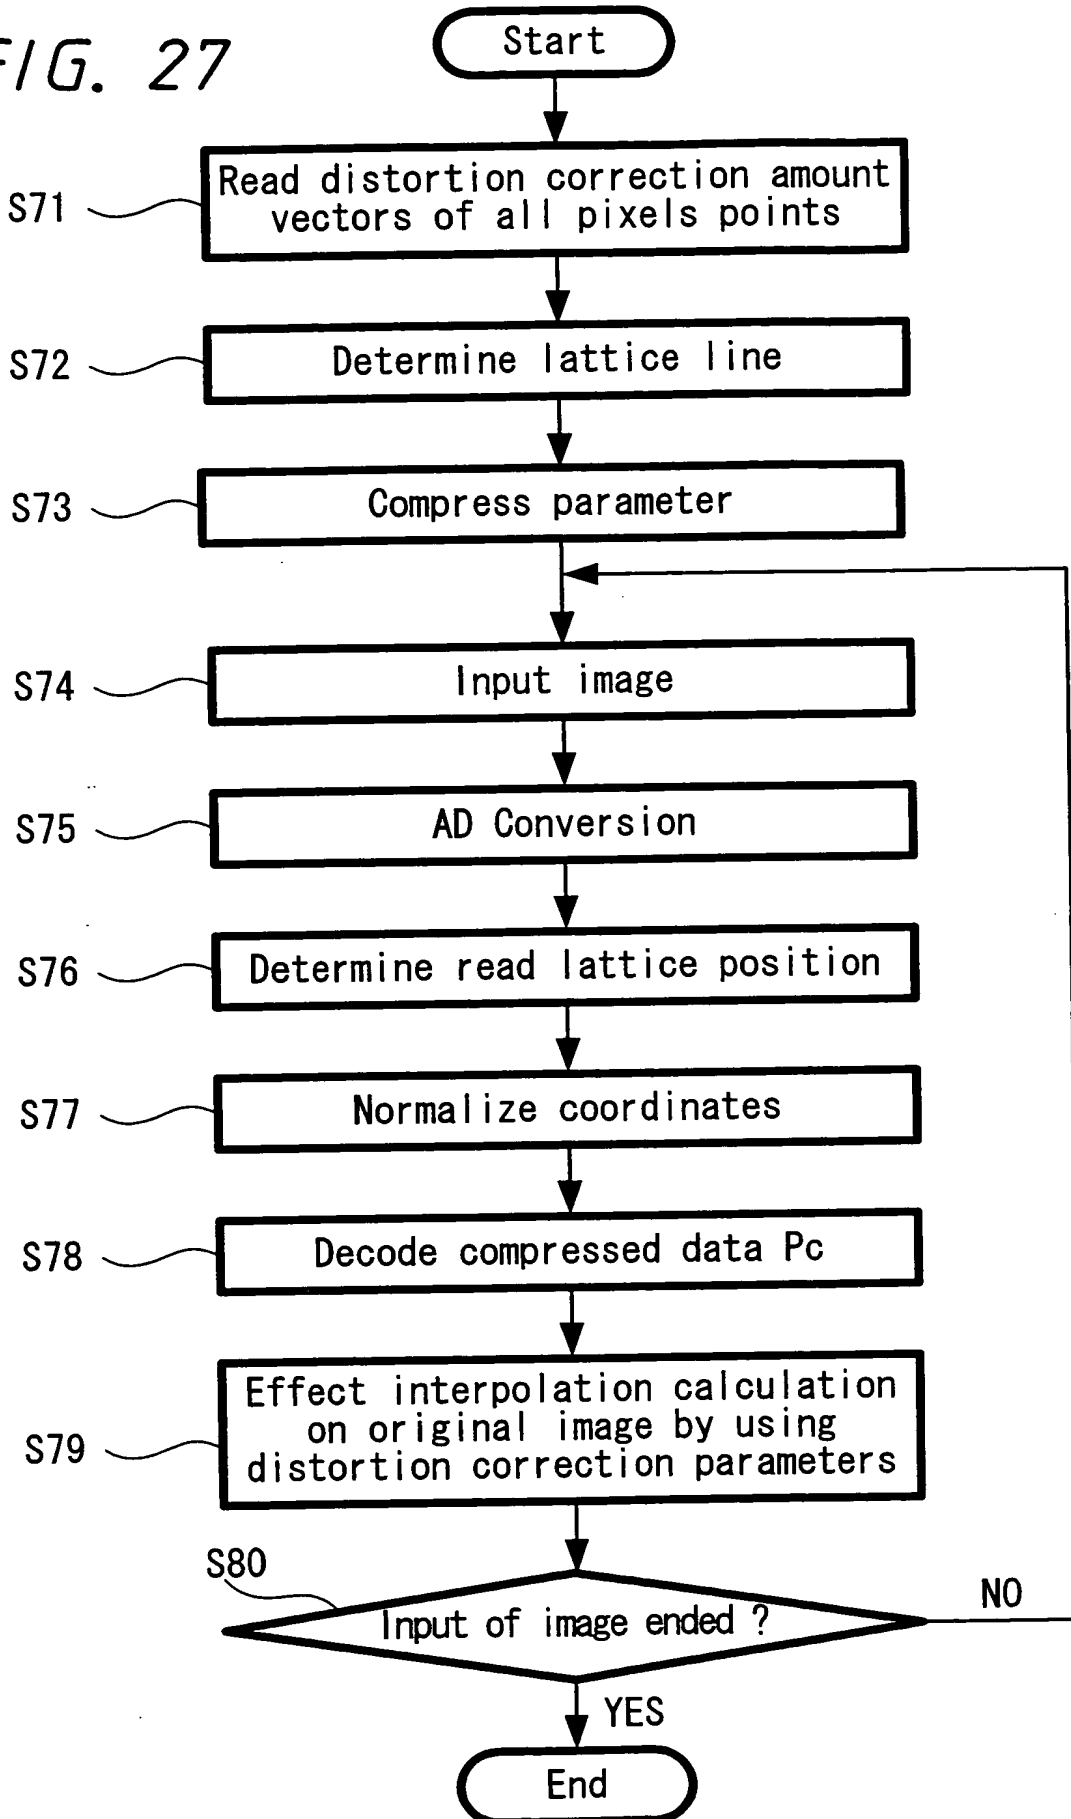 FIG. 27
Start
S71
Read distortion correction amount
vectors of all pixels points
S72
Determine lattice line
S73
Compress parameter
S74
Input image
S75
AD Conversion
S76
Determine read lattice position
S77
Normalize coordinates
S78
Decode compressed data Pc
S79
Effect interpolation calculation
on original image by using
distortion correction parameters
S80
Input of image ended ?
NO
YES
End